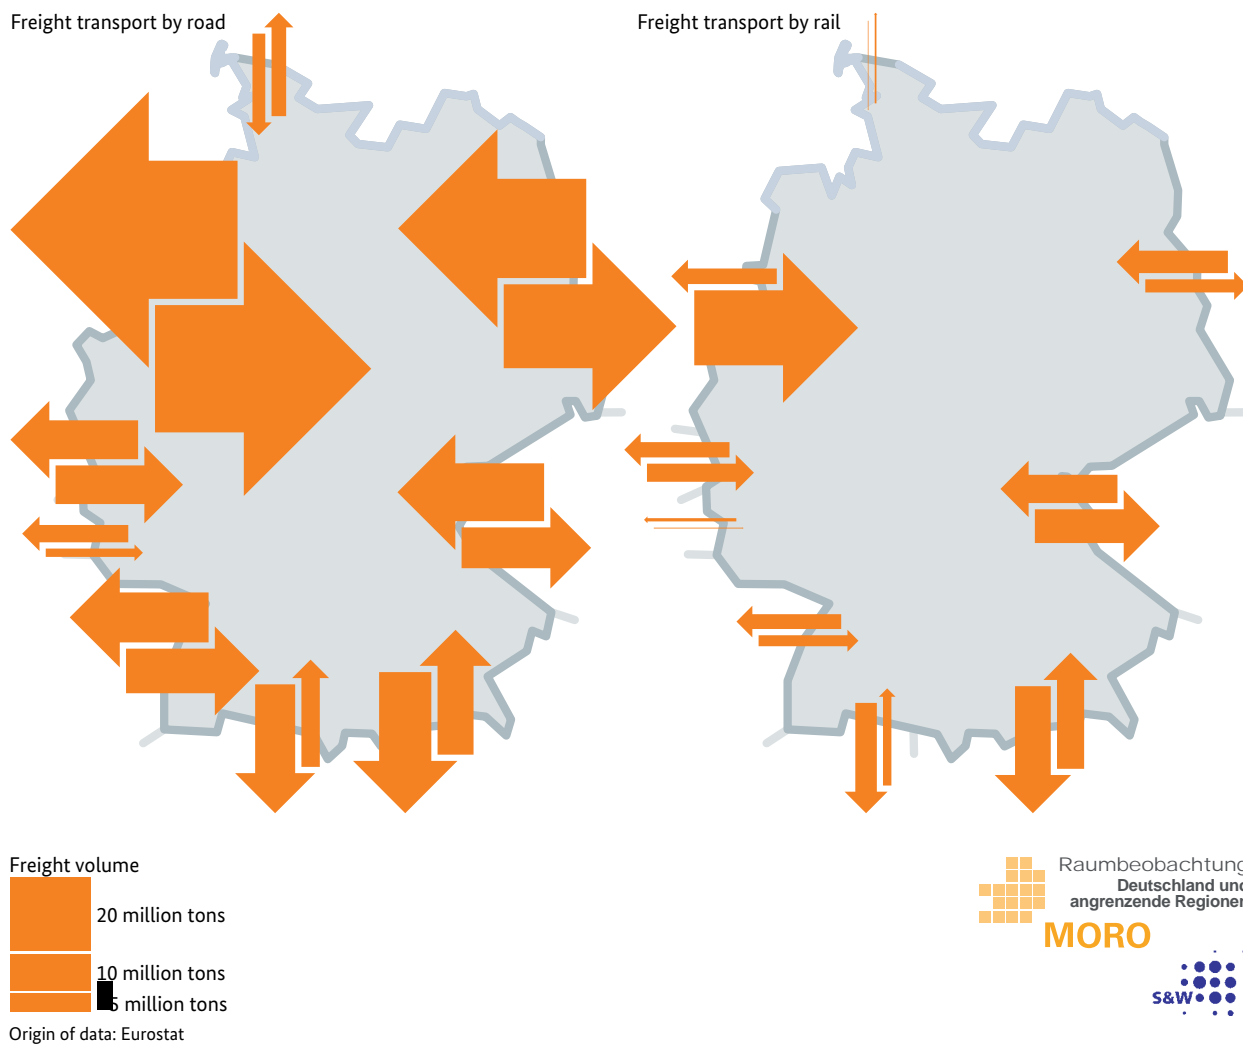 Freight transport by road
Freight transport by rail
Freight volume
20 million tons
10 million tons
5 million tons
Origin of data: Eurostat
Raumbeobachtung
Deutschland und
angrenzende Regionen
MORO
S&W